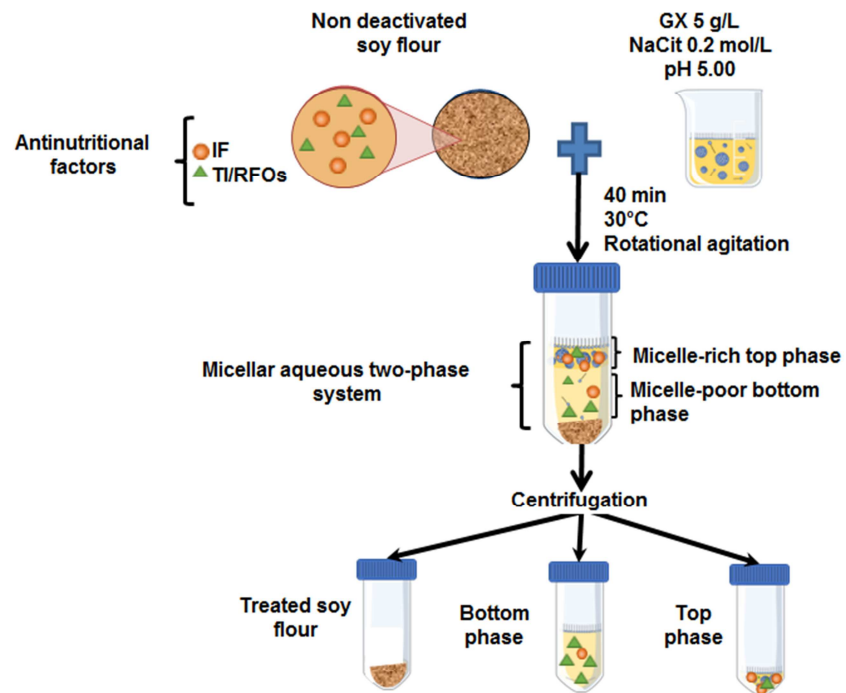 Non deactivated
soy flour
GX 5 g/L
NaCit 0.2 mol/L
pH 5.00
Antinutritional
factors
IF
TI/RFOs
40 min
30°C
Rotational agitation
Micellar aqueous two-phase
system
Micelle-rich top phase
Micelle-poor bottom
phase
Centrifugation
Treated soy
flour
Bottom
phase
Top
phase